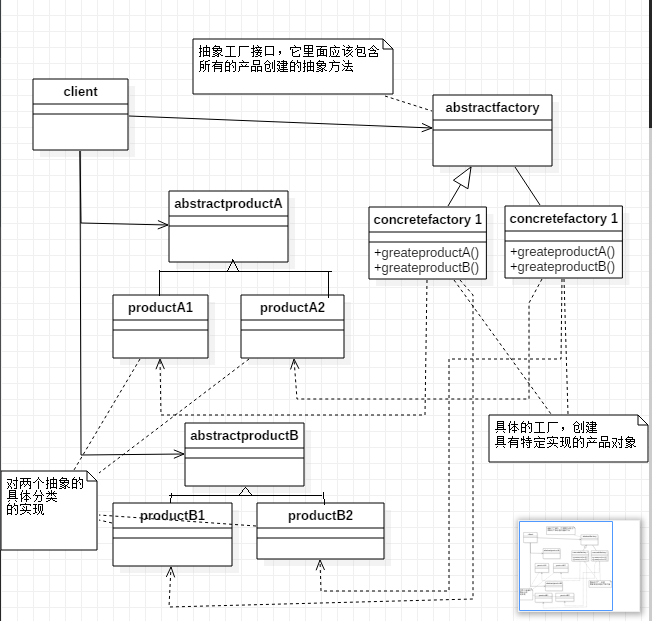 抽象工厂接口，它里面应该包含
所有的产品创建的抽象方法
client
abstractfactory
abstractproductA
concretefactory 1
+greateproductA()
+greateproductB()
concretefactory 1
+greateproductA()
+greateproductB()
productA1
productA2
具体的工厂，创建
具有特定实现的产品对象
abstractproductB
对两个抽象的
具体分类
的实现
productB1
productB2